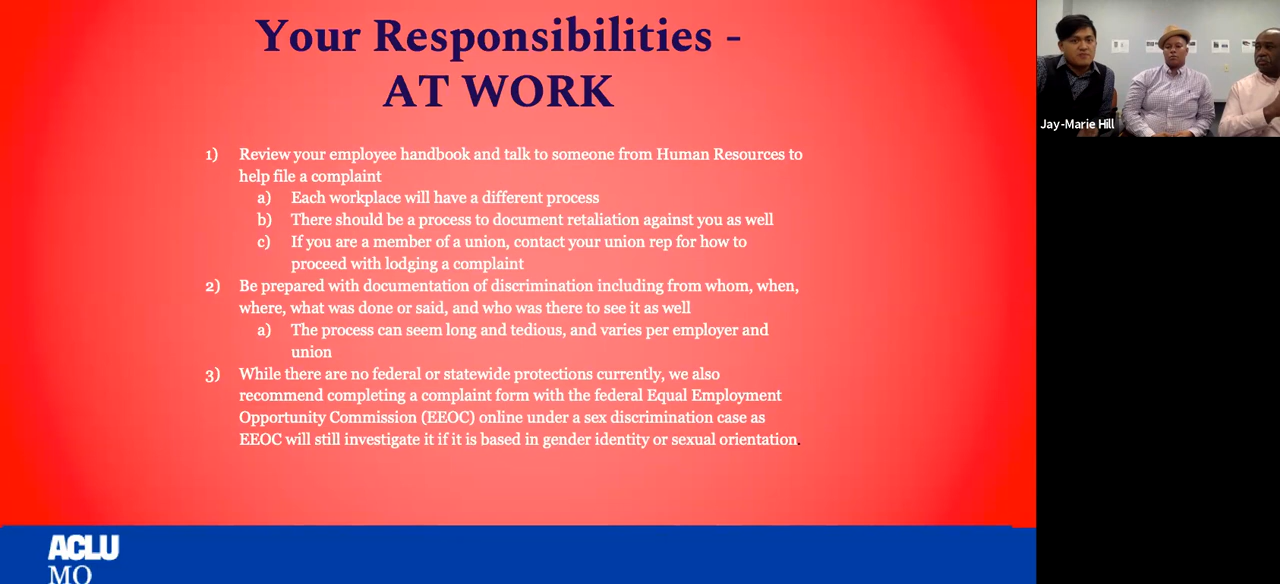 Your Responsibilities -
AT WORK
1) Review your employee handbook and talk to someone from Human Resources to
help file a complaint
a) Each workplace will have a different process
b) There should be a process to document retaliation against you as well
c) If you are a member of a union, contact your union rep for how to
proceed with lodging a complaint
2) Be prepared with documentation of discrimination including from whom, when,
where, what was done or said, and who was there to see it as well
a) The process can seem long and tedious, and varies per employer and
union
3) While there are no federal or statewide protections currently, we also
recommend completing a complaint form with the federal Equal Employment
Opportunity Commission (EEOC) online under a sex discrimination case as
EEOC will still investigate it if it is based in gender identity or sexual orientation.
ACLU
MO
Jay-Marie Hill